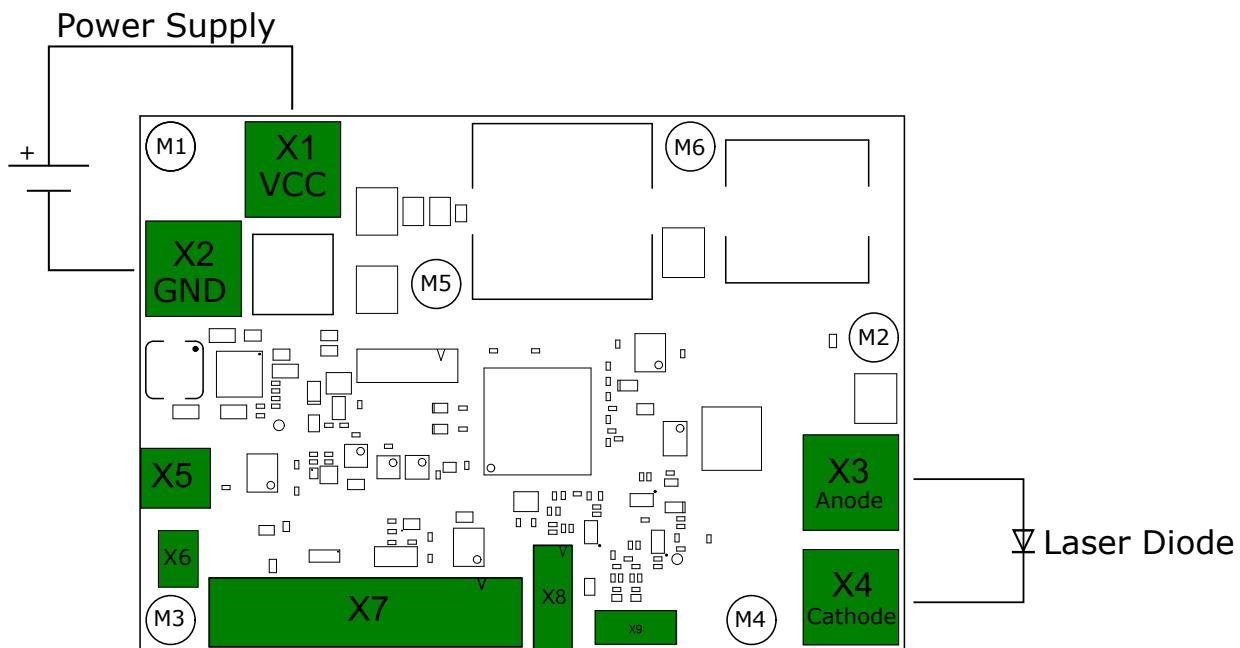 Power Supply
+
M1
X1
VCC
M6
X2
GND
M5
M2
X5
X3
Anode
Laser Diode
X6
X4
Cathode
X7
X8
X9
M3
M4